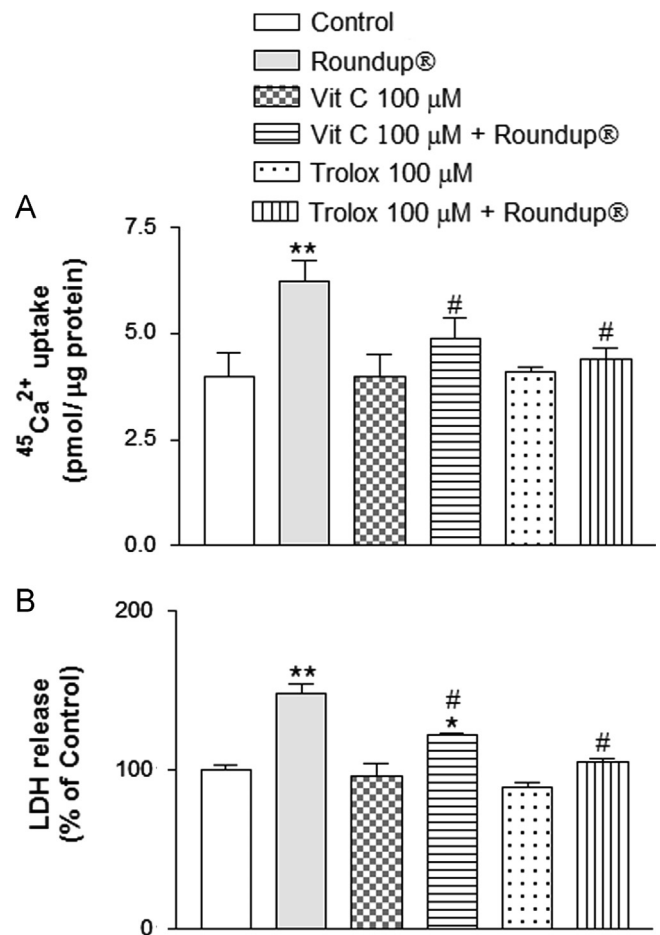 Control
Roundup®
Vit C 100 µM
Vit C 100 µM + Roundup®
Trolox 100 µM
Trolox 100 µM + Roundup®
A
⁴⁵Ca²⁺ uptake
(pmol/µg protein)
7.5
5.0
2.5
0.0
**
#
#
B
LDH release
(% of Control)
200
100
0
**
#
*
#